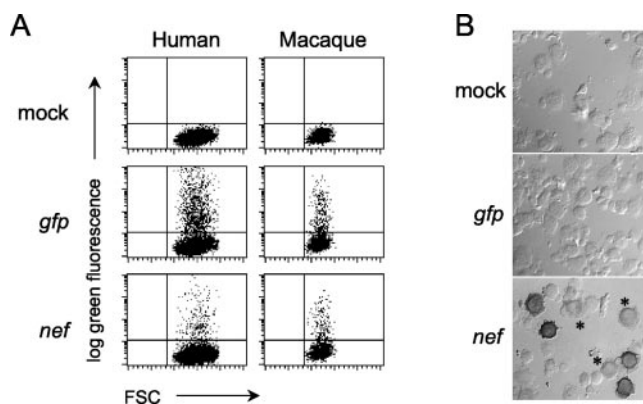 A
Human Macaque
mock
gfp
nef
log green fluorescence
FSC
B
mock
gfp
nef
*
*
*